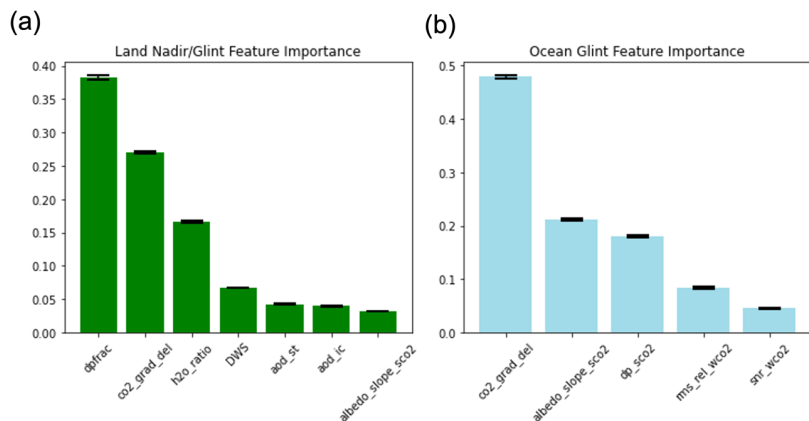 (a)
Land Nadir/Glint Feature Importance
0.40
0.35
0.30
0.25
0.20
0.15
0.10
0.05
0.00
dpfrac
co2_grad_del
h2o_ratio
DWS
aod_st
aod_ic
albedo_slope_sco2
(b)
Ocean Glint Feature Importance
0.5
0.4
0.3
0.2
0.1
0.0
co2_grad_del
albedo_slope_sco2
dp_sco2
rms_rel_wco2
snr_wco2